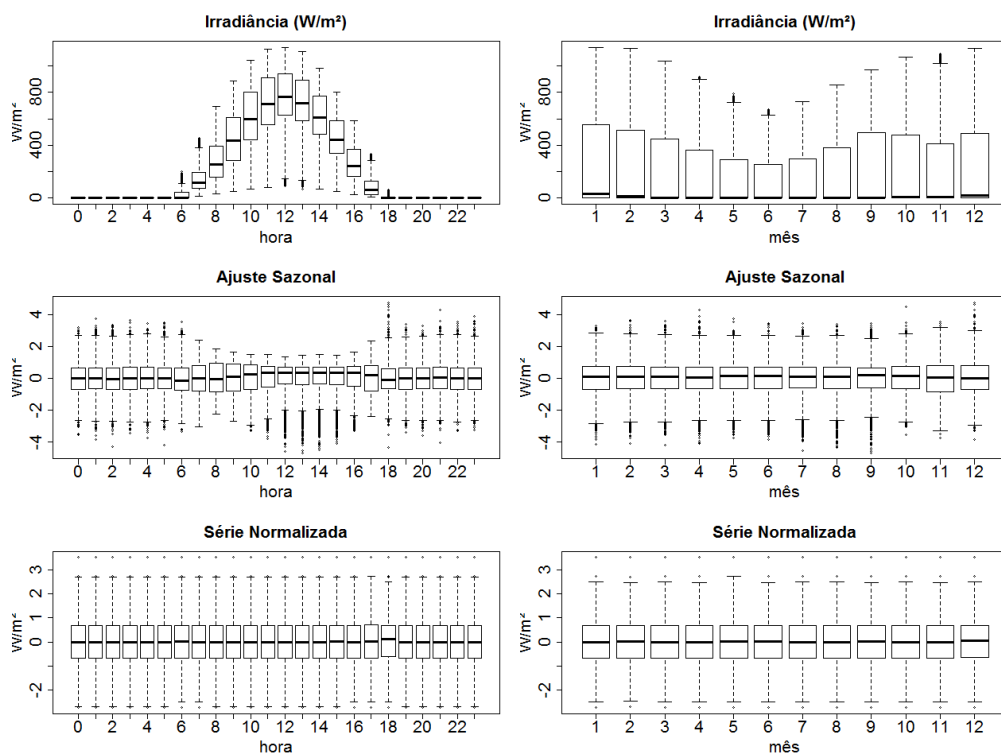 Irradiância (W/m²)
W/m²
0 400 800
0 2 4 6 8 10 12 14 16 18 20 22
hora
Irradiância (W/m²)
W/m²
0 400 800
1 2 3 4 5 6 7 8 9 10 11 12
mês
Ajuste Sazonal
W/m²
4 2 0 -2 4
0 2 4 6 8 10 12 14 16 18 20 22
hora
Ajuste Sazonal
W/m²
4 2 0 -2 4
1 2 3 4 5 6 7 8 9 10 11 12
mês
Série Normalizada
W/m²
-2 0 1 2 3
0 2 4 6 8 10 12 14 16 18 20 22
hora
Série Normalizada
W/m²
-2 0 1 2 3
1 2 3 4 5 6 7 8 9 10 11 12
mês